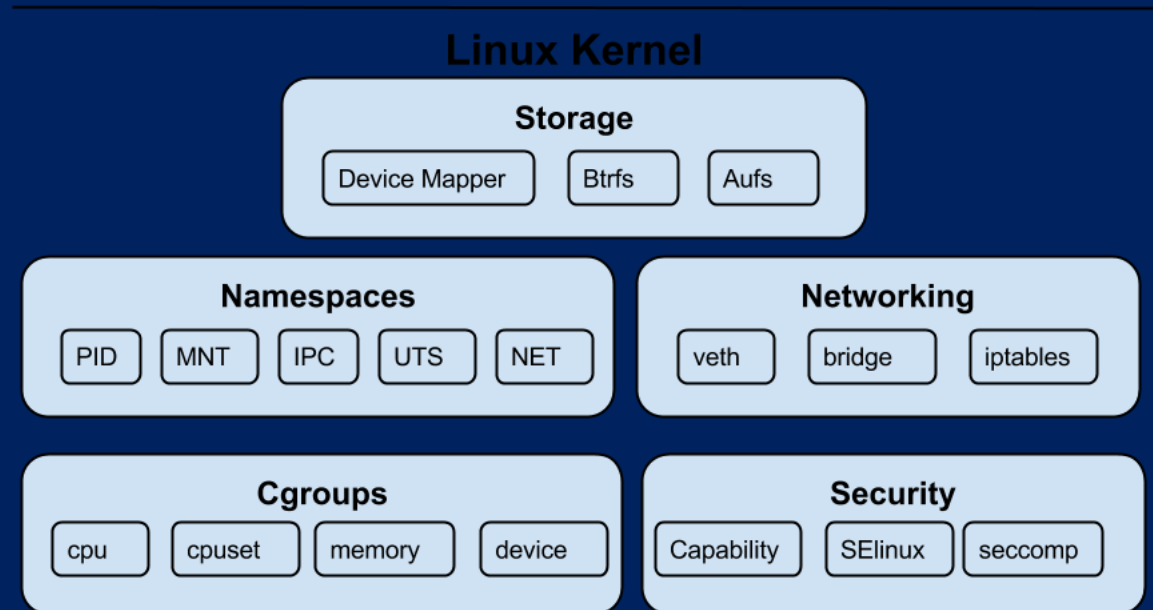 Linux Kernel
Storage
Device Mapper Btrfs Aufs
Namespaces
PID MNT IPC UTS NET
Networking
veth bridge iptables
Cgroups
cpu cpuset memory device
Security
Capability SElinux seccomp